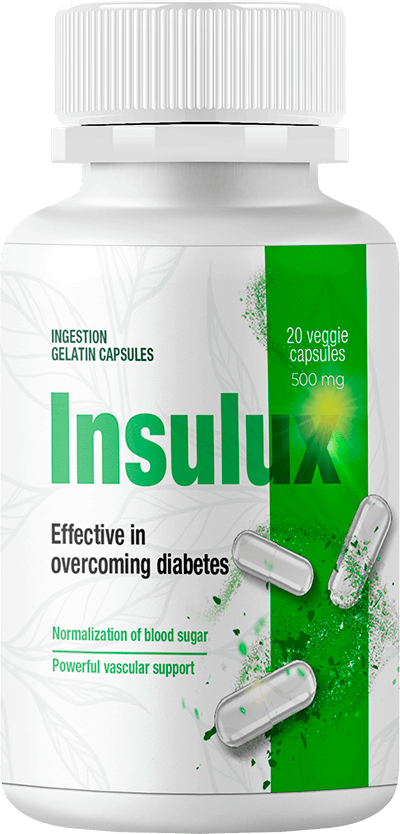 INGESTION
GELATIN CAPSULES
20 veggie
capsules
500 mg
Insulux
Effective in
overcoming diabetes
Normalization of blood sugar
Powerful vascular support